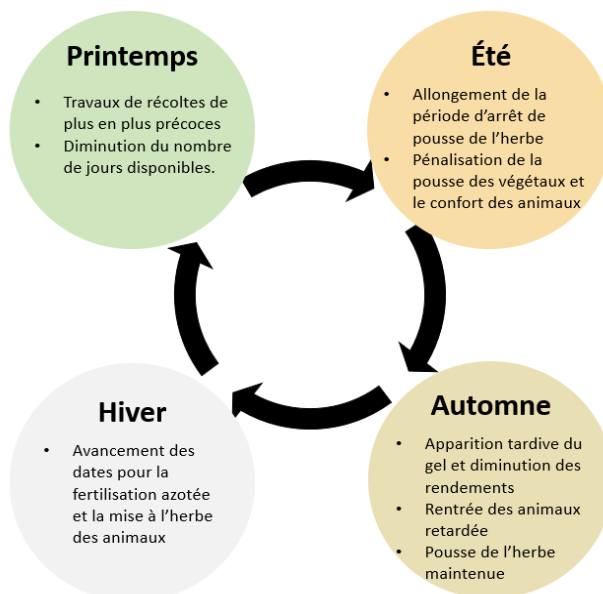 Printemps
• Travaux de récoltes de
plus en plus précoces
• Diminution du nombre
de jours disponibles.
Été
• Allongement de la
période d'arrêt de
pousse de l'herbe
• Pénalisation de la
pousse des végétaux et
le confort des animaux
Hiver
• Avancement des
dates pour la
fertilisation azotée
et la mise à l'herbe
des animaux
Automne
• Apparition tardive du
gel et diminution des
rendements
• Rentrée des animaux
retardée
• Pousse de l'herbe
maintenue